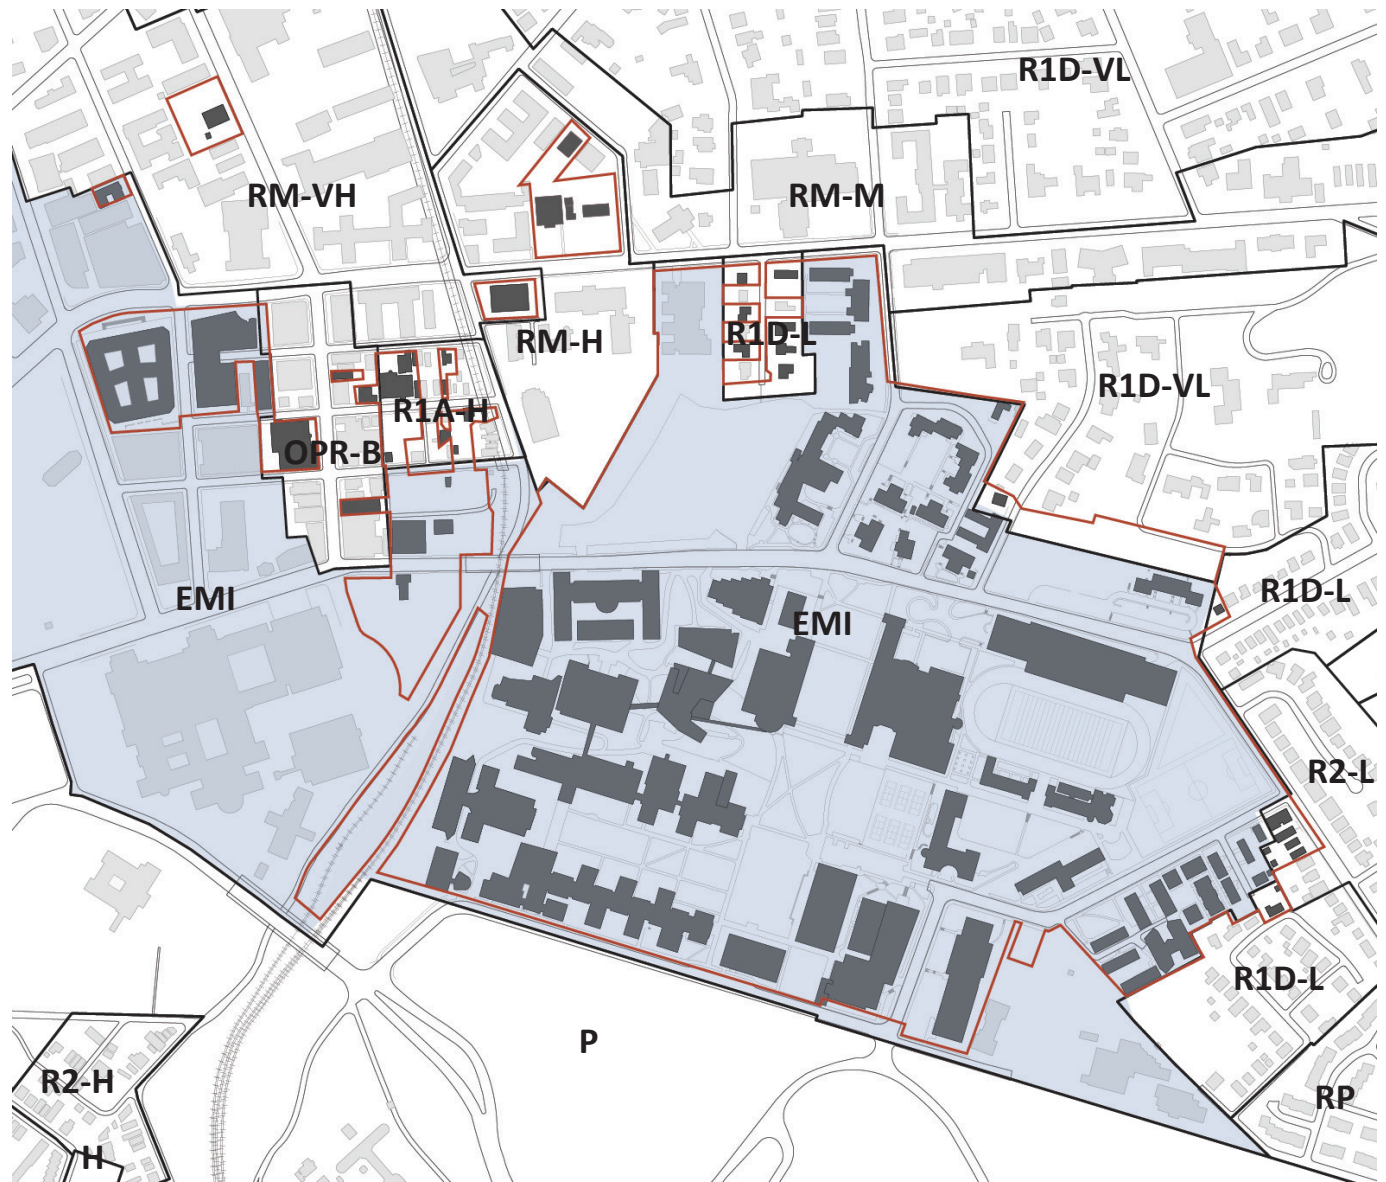 R1D-VL
RM-VH
RM-M
RM-H
R1D-L
R1D-VL
R1A-H
OPR-B
EMI
EMI
R1D-L
R2-L
R1D-L
P
R2-H
RP
H